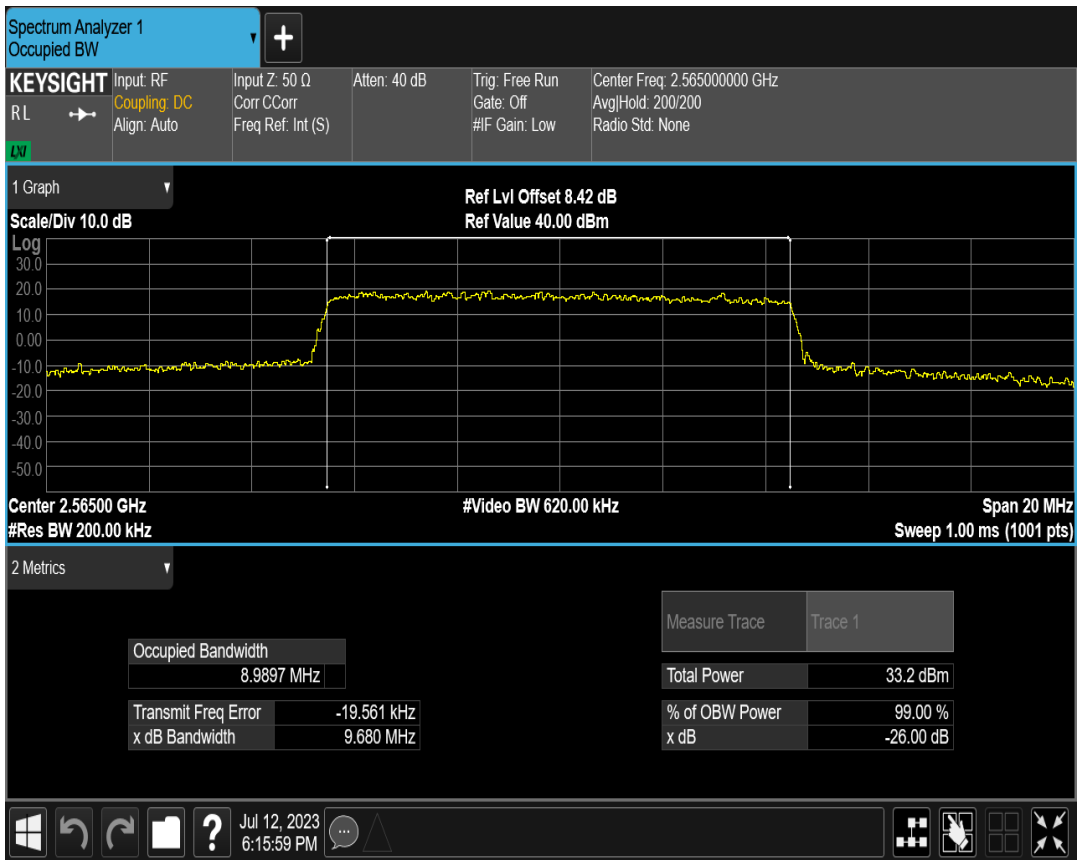 Spectrum Analyzer 1
Occupied BW
KEYSIGHT
RL
LXI
Input: RF
Coupling: DC
Align: Auto
Input Z: 50 Ω
Corr CCorr
Freq Ref: Int (S)
Atten: 40 dB
Trig: Free Run
Gate: Off
#IF Gain: Low
Center Freq: 2.565000000 GHz
Avg|Hold: 200/200
Radio Std: None
1 Graph
Scale/Div 10.0 dB
Ref Lvl Offset 8.42 dB
Ref Value 40.00 dBm
Log
30.0
20.0
10.0
0.00
-10.0
-20.0
-30.0
-40.0
-50.0
Center 2.56500 GHz
#Video BW 620.00 kHz
Span 20 MHz
#Res BW 200.00 kHz
Sweep 1.00 ms (1001 pts)
2 Metrics
Measure Trace Trace 1
Occupied Bandwidth
8.9897 MHz
Total Power 33.2 dBm
Transmit Freq Error -19.561 kHz
x dB Bandwidth 9.680 MHz
% of OBW Power 99.00 %
x dB -26.00 dB
?
Jul 12, 2023
6:15:59 PM